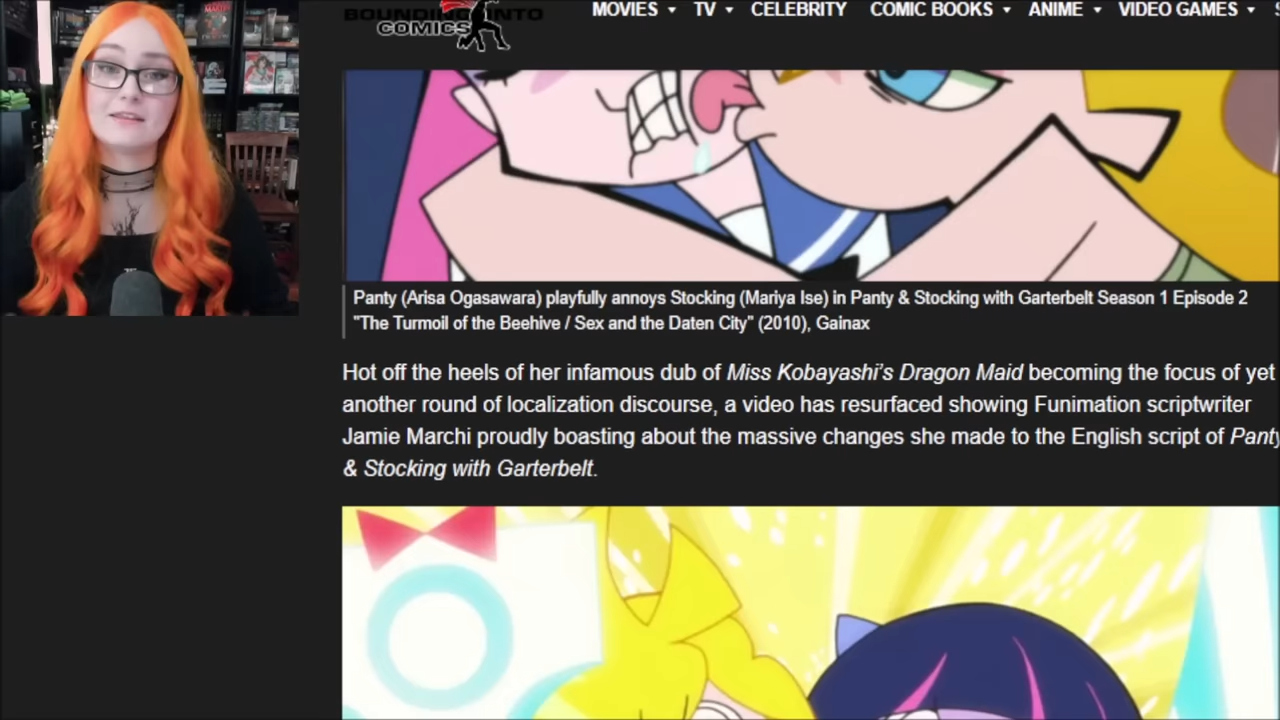 BOUNDING INTO
COMICS
MOVIES TV CELEBRITY COMIC BOOKS ANIME VIDEO GAMES
Panty (Arisa Ogasawara) playfully annoys Stocking (Mariya Ise) in Panty & Stocking with Garterbelt Season 1 Episode 2
"The Turmoil of the Beehive / Sex and the Daten City" (2010), Gainax
Hot off the heels of her infamous dub of Miss Kobayashi's Dragon Maid becoming the focus of yet
another round of localization discourse, a video has resurfaced showing Funimation scriptwriter
Jamie Marchi proudly boasting about the massive changes she made to the English script of Panty
& Stocking with Garterbelt.